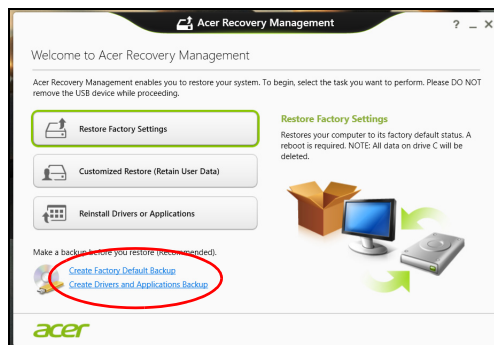 Acer Recovery Management
? _ X
Welcome to Acer Recovery Management
Acer Recovery Management enables you to restore your system. To begin, select the task you want to perform. Please DO NOT
remove the USB device while proceeding.
Restore Factory Settings
Customized Restore (Retain User Data)
Reinstall Drivers or Applications
Restore Factory Settings
Restores your computer to its factory default status. A
reboot is required. NOTE: All data on drive C will be
deleted.
Make a backup before you restore (Recommended).
Create Factory Default Backup
Create Drivers and Applications Backup
acer